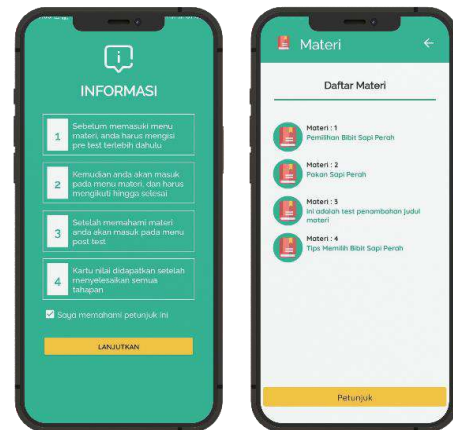 INFORMASI
1
Sebelum memasuki menu
materi, anda harus mengisi
pre test terlebih dahulu
2
Kemudian anda akan masuk
pada menu materi, dan harus
mengikuti hingga selesai
3
Setelah memahami materi
anda akan masuk pada menu
post test
4
Kartu nilai didapatkan setelah
menyelesaikan semua
tahapan
Saya memahami petunjuk ini
LANJUTKAN
Materi
Daftar Materi
Materi : 1
Pemilihan Bibit Sapi Perah
Materi : 2
Pakan Sapi Perah
Materi : 3
Ini adalah test penambahan judul
materi
Materi : 4
Tips Memilih Bibit Sapi Perah
Petunjuk